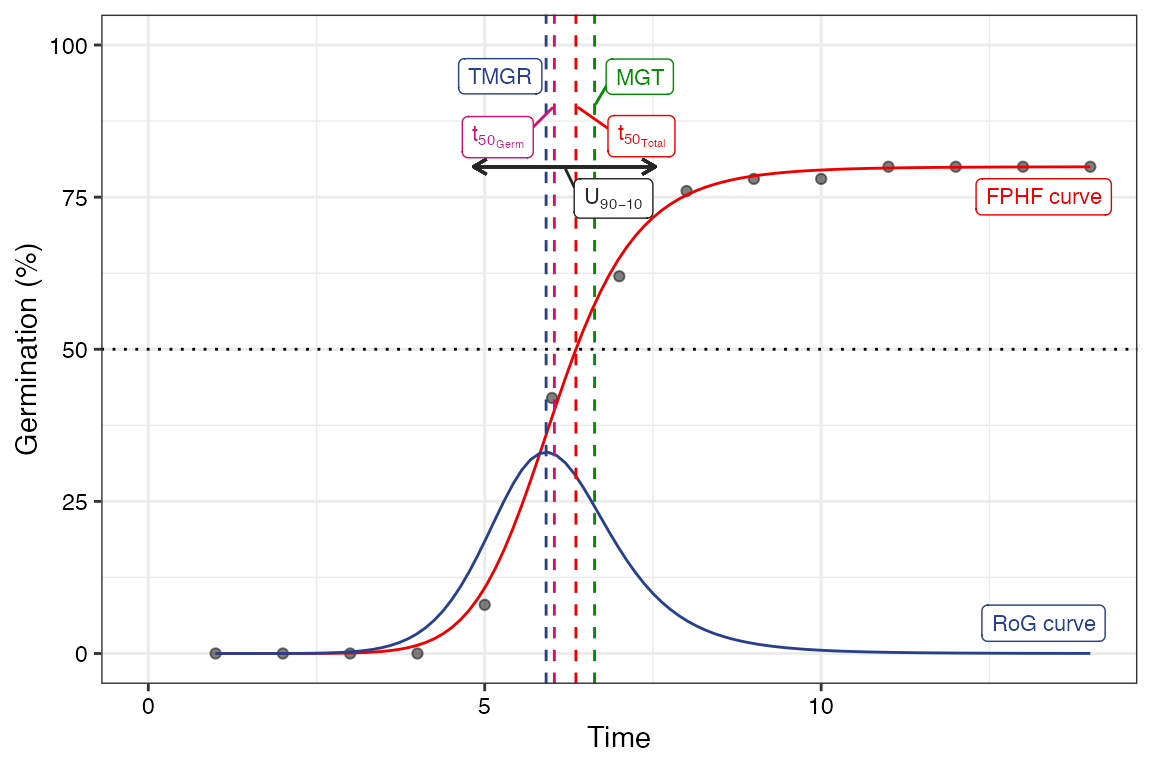 100
TMGR
MGT
t50Germ
t50Total
U90−10
75
FPHF curve
Germination (%)
50
25
RoG curve
0
0
5
10
Time